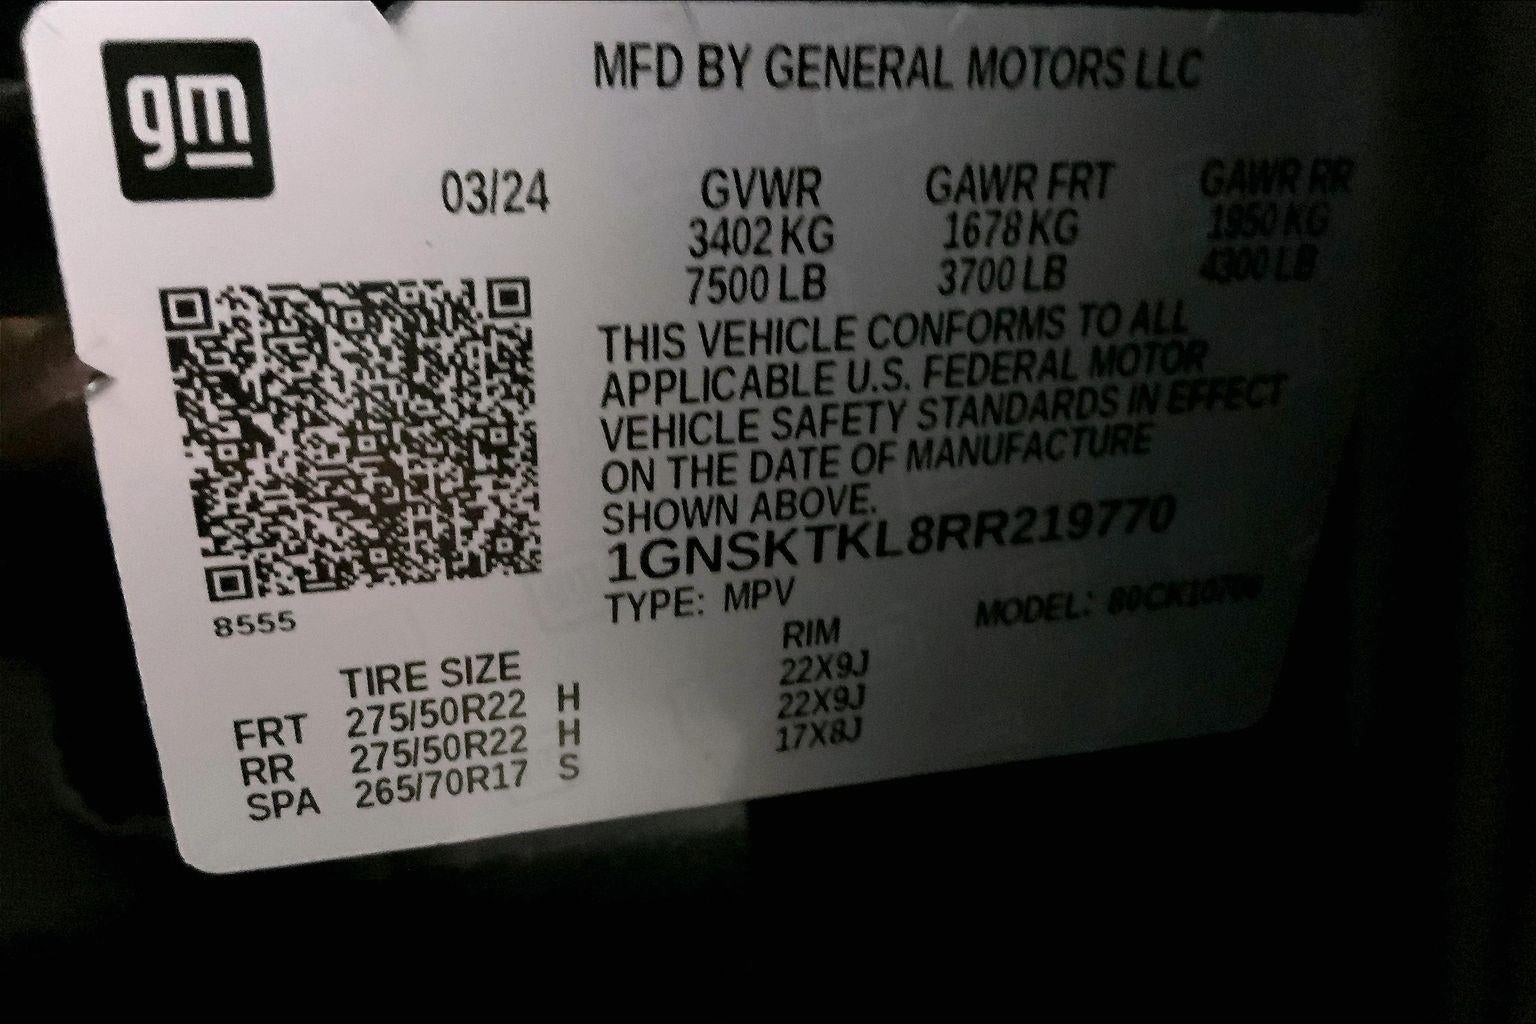 gm
MFD BY GENERAL MOTORS LLC
03/24
GVWR GAWR FRT GAWR RR
3402 KG 1678 KG 1950 KG
7500 LB 3700 LB 4300 LB
THIS VEHICLE CONFORMS TO ALL
APPLICABLE U.S. FEDERAL MOTOR
VEHICLE SAFETY STANDARDS IN EFFECT
ON THE DATE OF MANUFACTURE
SHOWN ABOVE.
1GNSKTKL8RR219770
TYPE: MPV MODEL:
8555
TIRE SIZE RIM
FRT 275/50R22 H 22X9J
RR 275/50R22 H 22X9J
SPA 265/70R17 S 17X8J